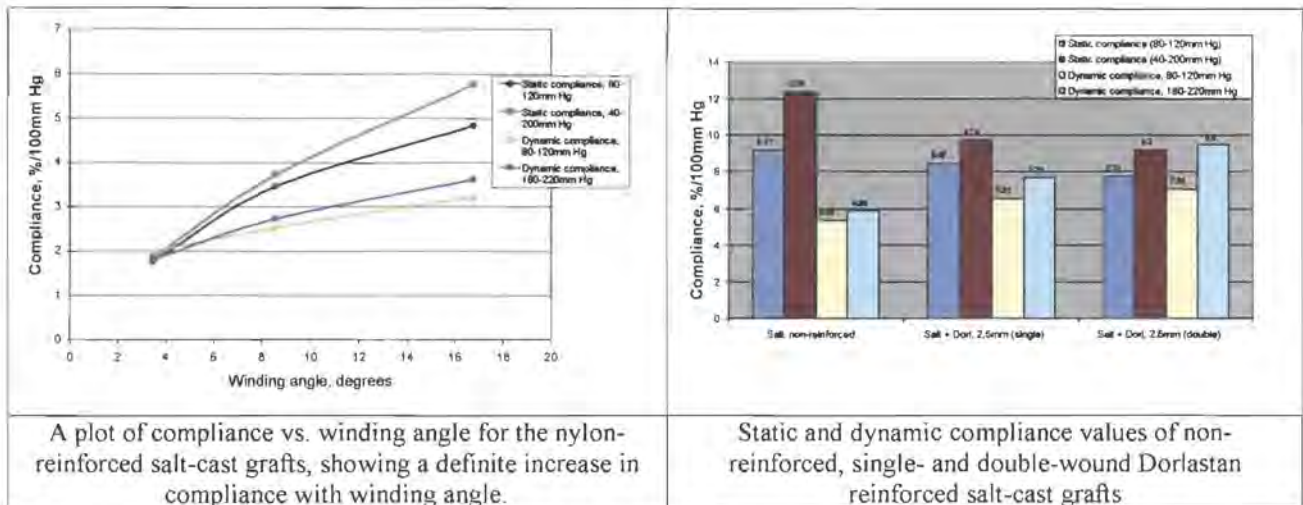 7
6
5
4
3
2
1
0
0 2 4 6 8 10 12 14 16 18 20
Compliance, %/100mm Hg
Winding angle, degrees
Static compliance, 80-
120mm Hg
Static compliance, 40-
200mm Hg
Dynamic compliance,
80-120mm Hg
Dynamic compliance,
180-220mm Hg
Static compliance (80-120mm Hg)
Static compliance (40-200mm Hg)
Dynamic compliance, 80-120mm Hg
Dynamic compliance, 180-220mm Hg
14
12
10
8
6
4
2
0
Compliance, %/100mm Hg
Salt, non-reinforced
Salt + Dorl, 2.5mm (single)
Salt + Dorl, 2.5mm (double)
A plot of compliance vs. winding angle for the nylon-
reinforced salt-cast grafts, showing a definite increase in
compliance with winding angle.
Static and dynamic compliance values of non-
reinforced, single- and double-wound Dorlastan
reinforced salt-cast grafts